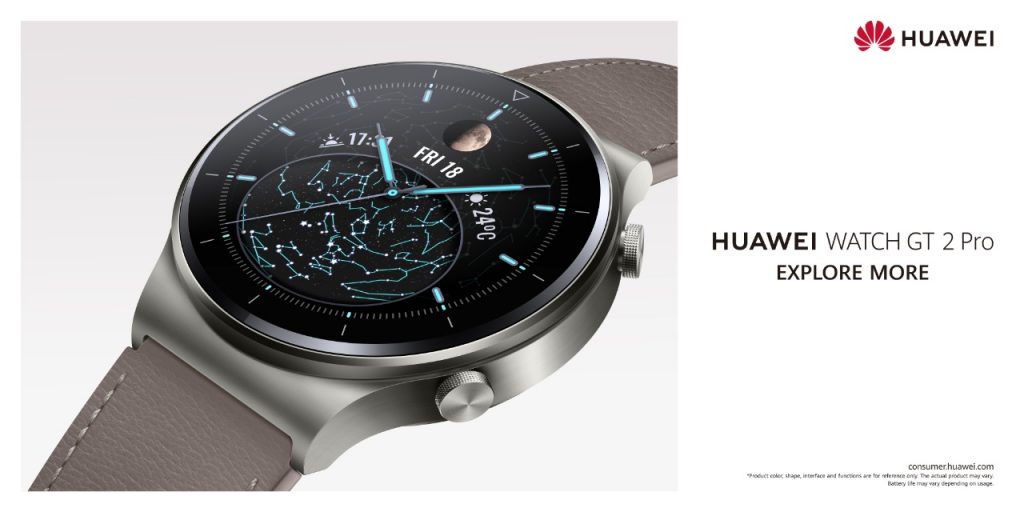 HUAWEI
17:37
FRI 18
24°C
HUAWEI WATCH GT 2 Pro
EXPLORE MORE
consumer.huawei.com
*Product color, shape, interface and functions are for reference only. The actual product may vary.
Battery life may vary depending on usage.